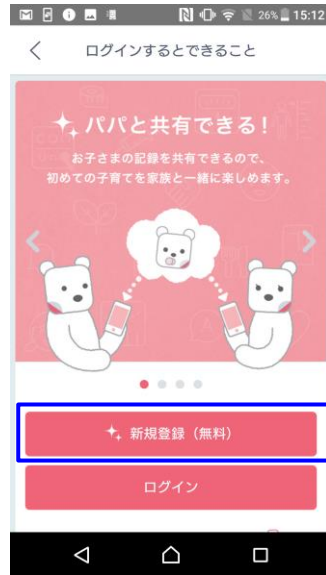 26% 15:12
ログインするとできること
パパと共有できる！
お子さまの記録を共有できるので、
初めての子育てを家族と一緒に楽しめます。
新規登録（無料）
ログイン